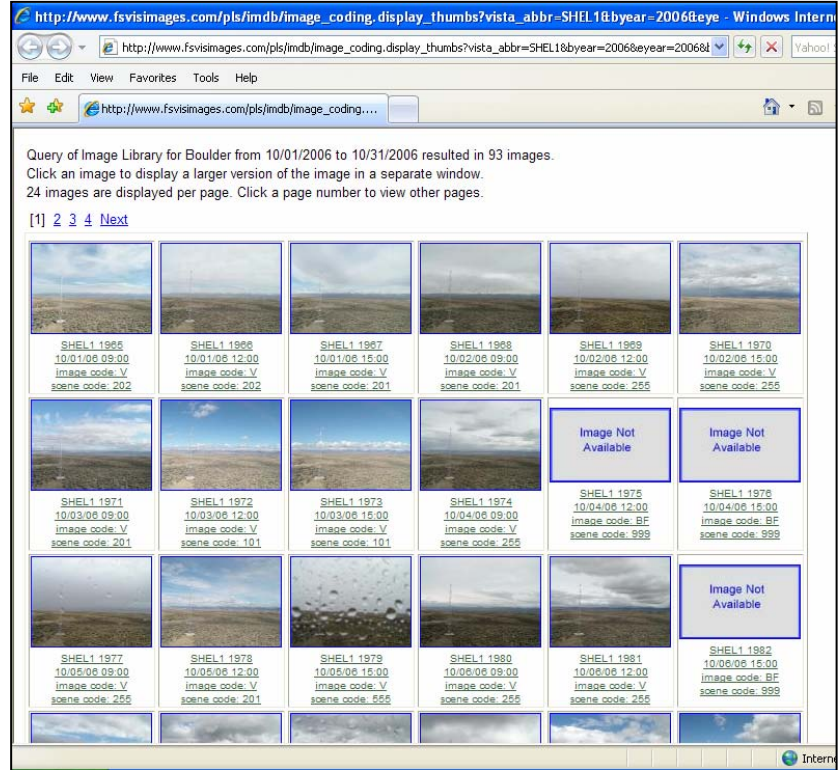 http://www.fsvisimages.com/pls/imdb/image_coding.display_thumbs?vista_abbr=SHEL1&byear=2006&eye - Windows Intern
http://www.fsvisimages.com/pls/imdb/image_coding.display_thumbs?vista_abbr=SHEL1&byear=2006&eyear=2006&
Yahoo!
File Edit View Favorites Tools Help
http://www.fsvisimages.com/pls/imdb/image_coding....
Query of Image Library for Boulder from 10/01/2006 to 10/31/2006 resulted in 93 images.
Click an image to display a larger version of the image in a separate window.
24 images are displayed per page. Click a page number to view other pages.
[1] 2 3 4 Next
SHEL1 1965 SHEL1 1966 SHEL1 1967 SHEL1 1968 SHEL1 1969 SHEL1 1970
10/01/06 09:00 10/01/06 12:00 10/01/06 15:00 10/02/06 09:00 10/02/06 12:00 10/02/06 15:00
image code: V image code: V image code: V image code: V image code: V image code: V
scene code: 202 scene code: 202 scene code: 201 scene code: 201 scene code: 255 scene code: 255
Image Not Image Not
Available Available
SHEL1 1971 SHEL1 1972 SHEL1 1973 SHEL1 1974 SHEL1 1975 SHEL1 1976
10/03/06 09:00 10/03/06 12:00 10/03/06 15:00 10/04/06 09:00 10/04/06 12:00 10/04/06 15:00
image code: V image code: V image code: V image code: V image code: BF image code: BF
scene code: 201 scene code: 101 scene code: 101 scene code: 255 scene code: 999 scene code: 999
Image Not
Available
SHEL1 1977 SHEL1 1978 SHEL1 1979 SHEL1 1980 SHEL1 1981 SHEL1 1982
10/05/06 09:00 10/05/06 12:00 10/05/06 15:00 10/06/06 09:00 10/06/06 12:00 10/06/06 15:00
image code: V image code: V image code: V image code: V image code: V image code: BF
scene code: 255 scene code: 201 scene code: 555 scene code: 255 scene code: 255 scene code: 999
Interne